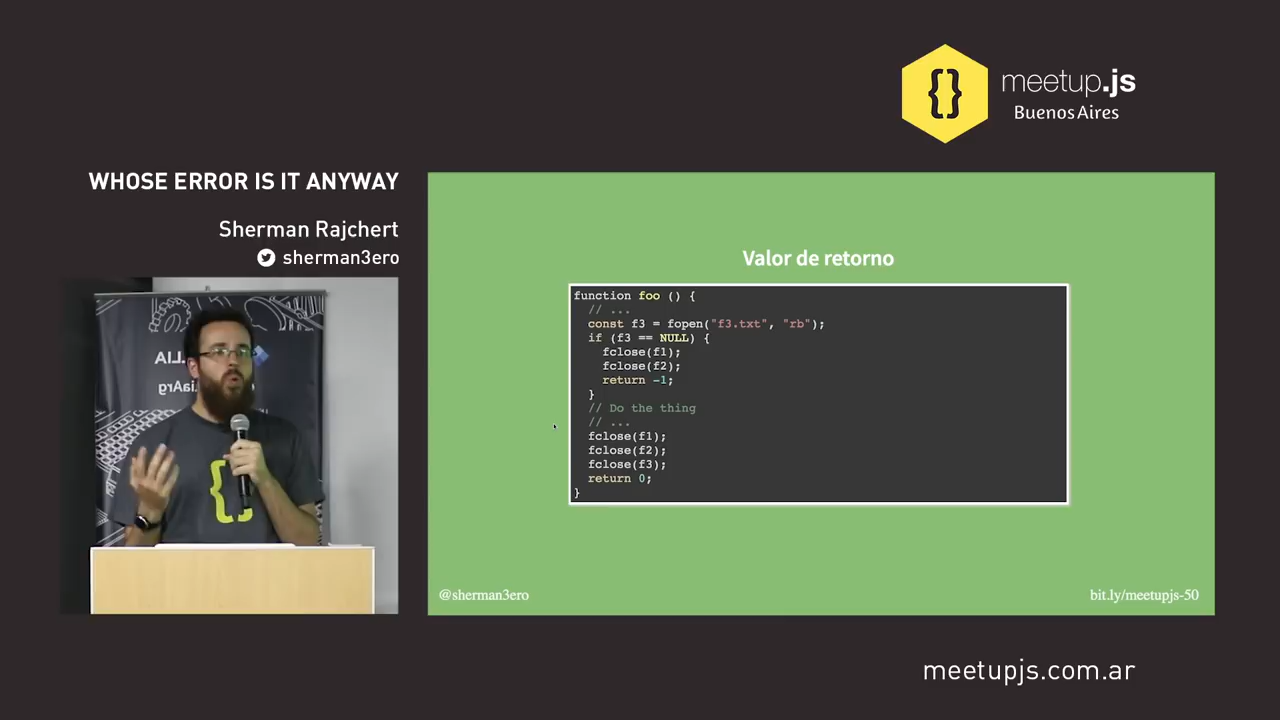 {}
meetup.js
Buenos Aires
WHOSE ERROR IS IT ANYWAY
Sherman Rajchert
sherman3ero
Valor de retorno
function foo () {
  // ...
  const f3 = fopen("f3.txt", "rb");
  if (f3 == NULL) {
    fclose(f1);
    fclose(f2);
    return -1;
  }
  // Do the thing
  // ...
  fclose(f1);
  fclose(f2);
  fclose(f3);
  return 0;
}
@sherman3ero
bit.ly/meetupjs-50
meetupjs.com.ar